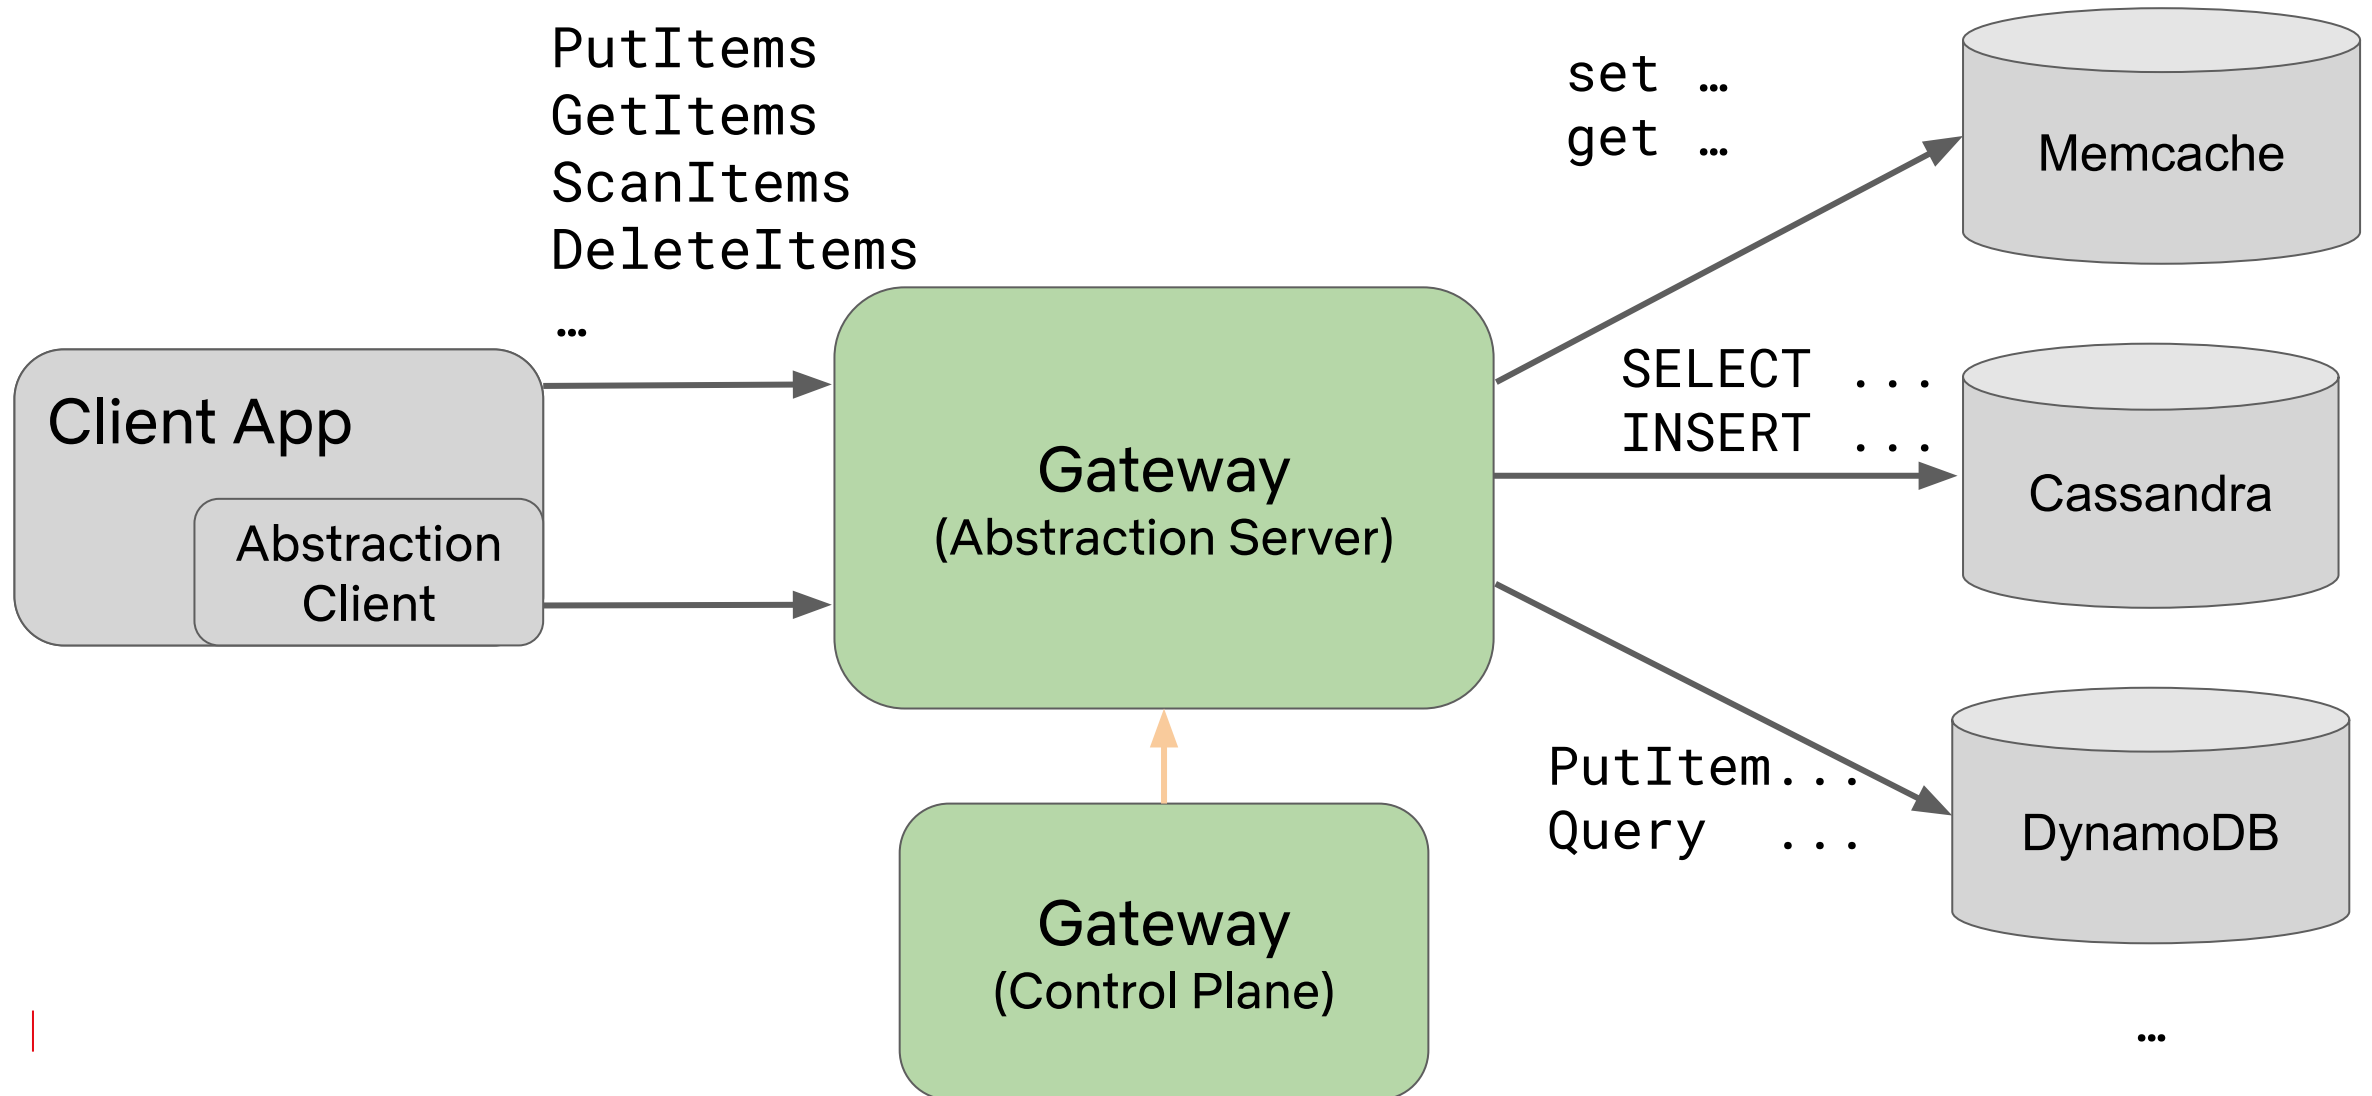 PutItems
GetItems
ScanItems
DeleteItems
…
Client App
Abstraction
Client
Gateway
(Abstraction Server)
Gateway
(Control Plane)
set …
get …
Memcache
SELECT ...
INSERT ...
Cassandra
PutItem...
Query  ...
DynamoDB
…